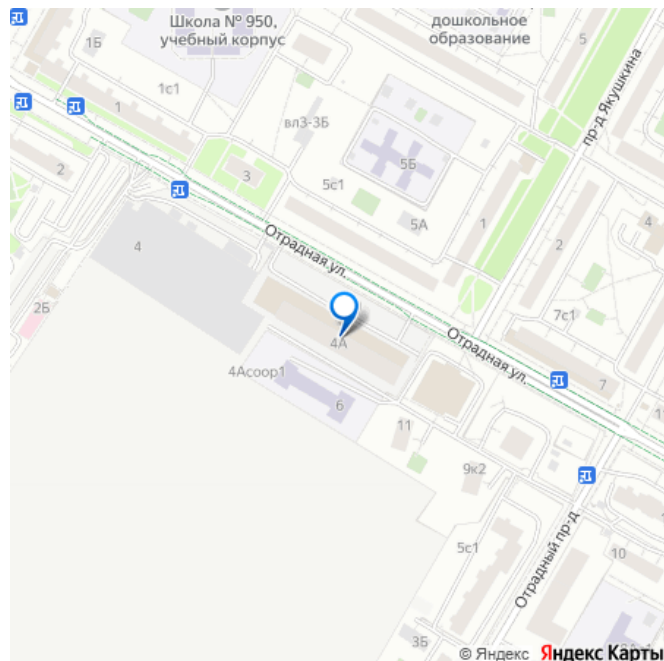 Школа № 950,
учебный корпус
дошкольное
образование
1Б
5
1с1
пр-д Якушкина
1
вл3-3Б
2
3
5Б
5с1
5А
1
4
2
4
Отрадная ул.
2Б
7с1
4А
Отрадная ул.
4Асоор1
7
6
11
9к2
5с1
Отрадный пр-д
10
3Б
© Яндекс Яндекс Карты